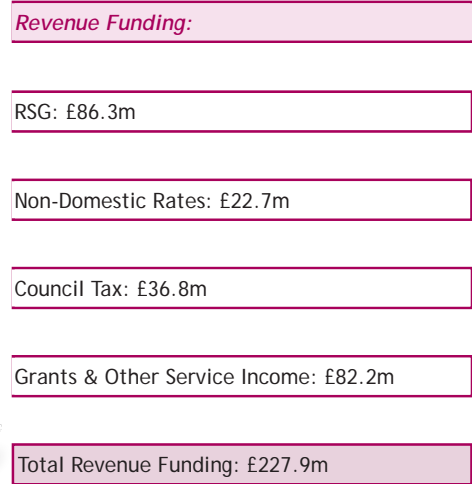 Revenue Funding:
RSG: £86.3m
Non-Domestic Rates: £22.7m
Council Tax: £36.8m
Grants & Other Service Income: £82.2m
Total Revenue Funding: £227.9m